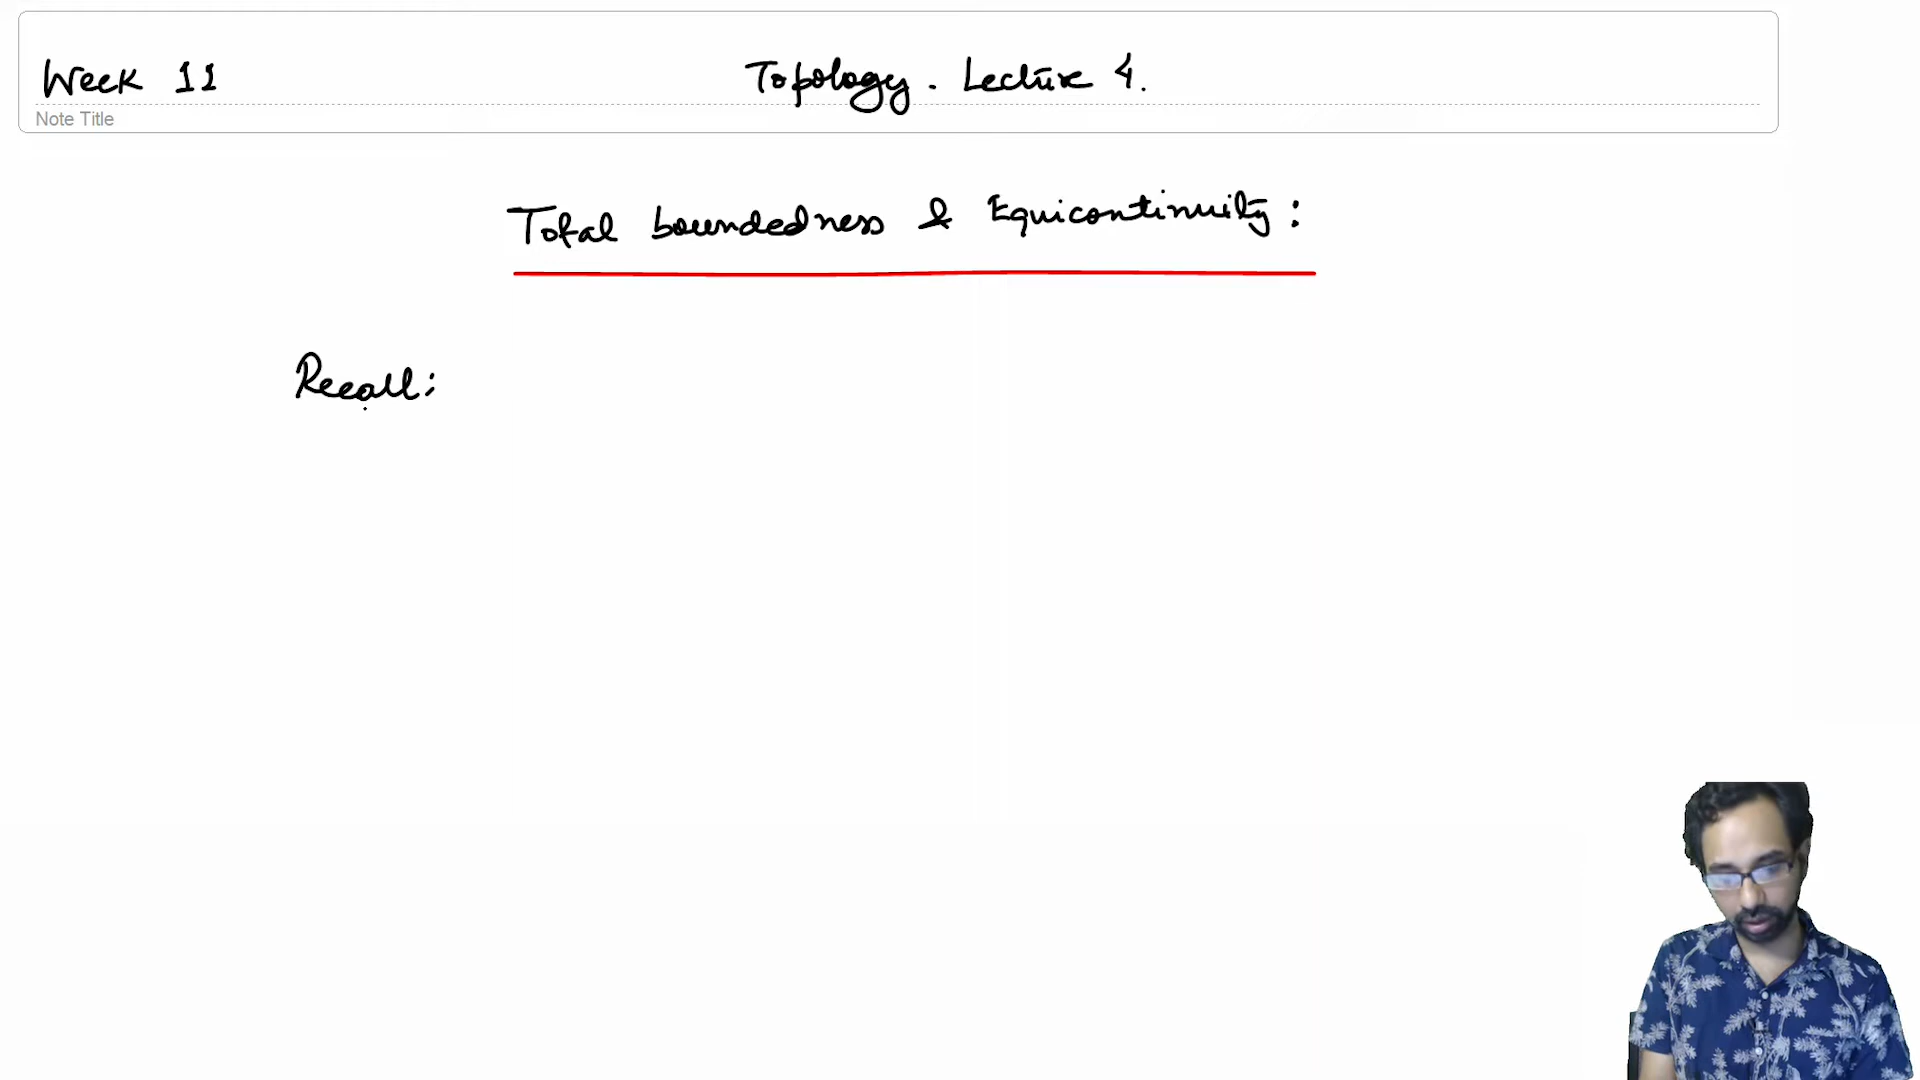 Week 11
Topology. Lecture 4.
Note Title
Total boundedness & Equicontinuity:
Recall: